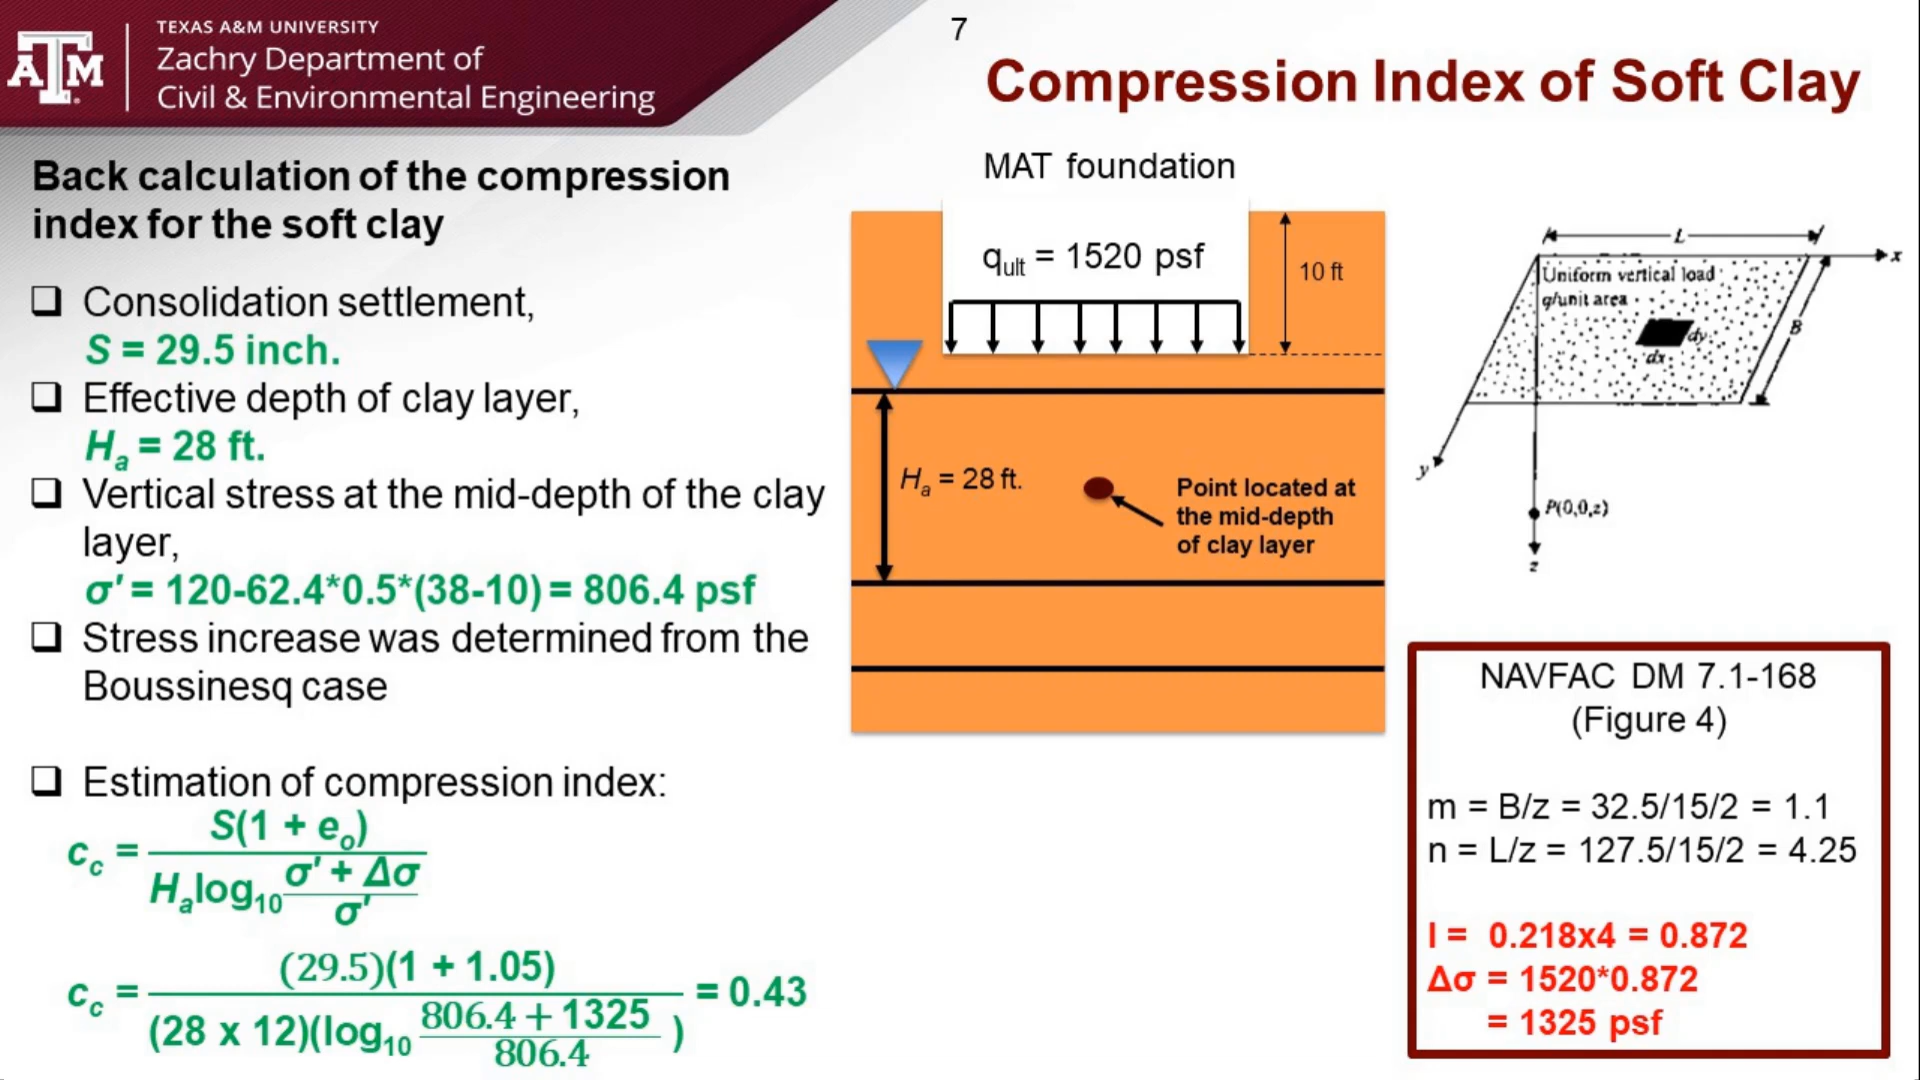 TEXAS A&M UNIVERSITY
Zachry Department of
Civil & Environmental Engineering
ATM
7
Compression Index of Soft Clay
Back calculation of the compression
index for the soft clay
❑ Consolidation settlement,
S = 29.5 inch.
❑ Effective depth of clay layer,
Hₐ = 28 ft.
❑ Vertical stress at the mid-depth of the clay
layer,
σ' = 120-62.4*0.5*(38-10) = 806.4 psf
❑ Stress increase was determined from the
Boussinesq case
❑ Estimation of compression index:
c_c = S(1 + e_o) / H_a log₁₀ (σ' + Δσ / σ')
c_c = (29.5)(1 + 1.05) / (28 x 12)(log₁₀ (806.4 + 1325 / 806.4)) = 0.43
MAT foundation
q_ult = 1520 psf
10 ft
Hₐ = 28 ft.
Point located at
the mid-depth
of clay layer
L
x
Uniform vertical load
q/unit area
dy
dx
B
y
P(0,0,z)
z
NAVFAC DM 7.1-168
(Figure 4)
m = B/z = 32.5/15/2 = 1.1
n = L/z = 127.5/15/2 = 4.25
I = 0.218x4 = 0.872
Δσ = 1520*0.872
= 1325 psf